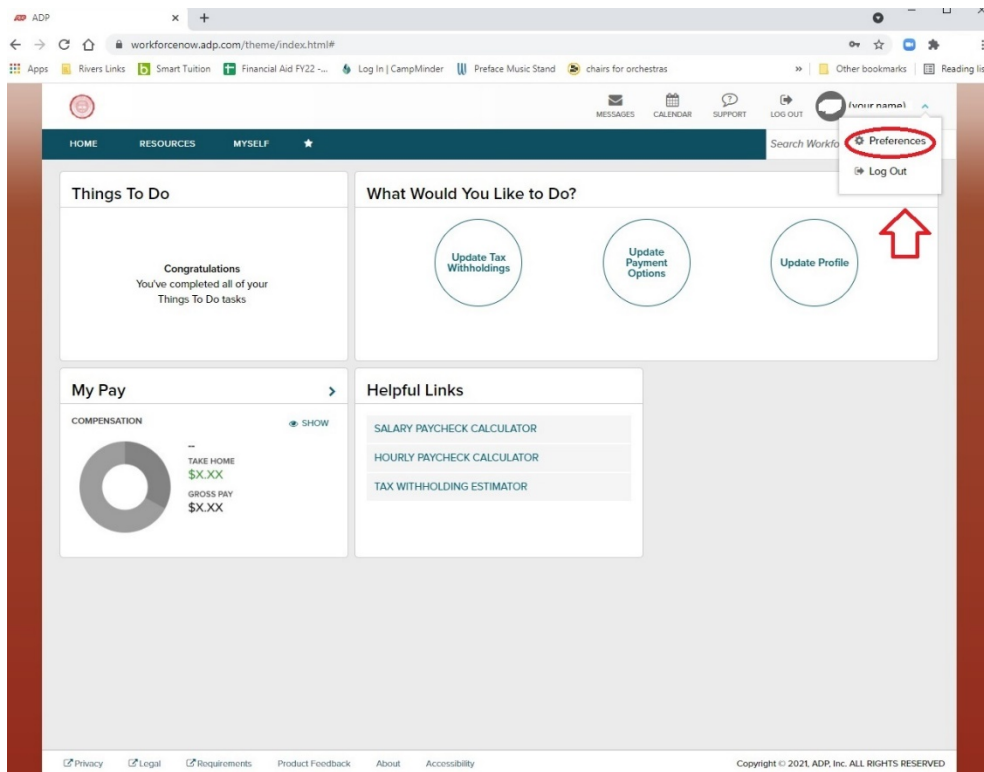 ADP
workforcenow.adp.com/theme/index.html#
Apps Rivers Links Smart Tuition Financial Aid FY22 -... Log In | CampMinder Preface Music Stand chairs for orchestras » Other bookmarks Reading lis
MESSAGES CALENDAR SUPPORT LOG OUT (your name)
HOME RESOURCES MYSELF Search Workfo
Preferences
Log Out
Things To Do
Congratulations
You've completed all of your
Things To Do tasks
What Would You Like to Do?
Update Tax
Withholdings
Update
Payment
Options
Update Profile
My Pay
COMPENSATION SHOW
--
TAKE HOME
$X.XX
GROSS PAY
$X.XX
Helpful Links
SALARY PAYCHECK CALCULATOR
HOURLY PAYCHECK CALCULATOR
TAX WITHHOLDING ESTIMATOR
Privacy Legal Requirements Product Feedback About Accessibility Copyright © 2021, ADP, Inc. ALL RIGHTS RESERVED